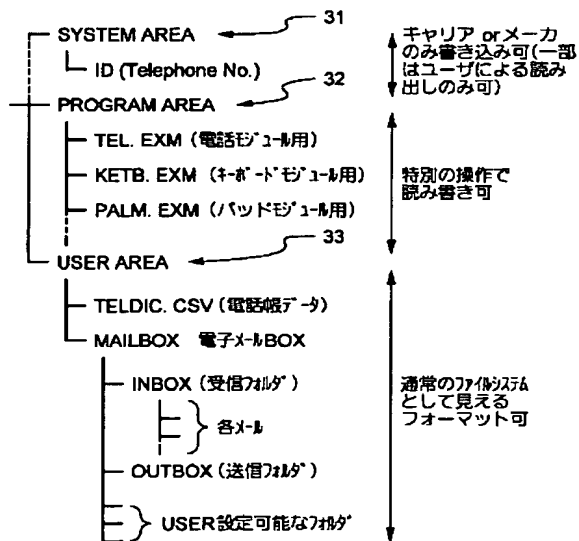 SYSTEM AREA 31
ID (Telephone No.)
PROGRAM AREA 32
TEL. EXM (電話ﾓｼﾞｭｰﾙ用)
KETB. EXM (ｷｰﾎﾞｰﾄﾞﾓｼﾞｭｰﾙ用)
PALM. EXM (パッドﾓｼﾞｭｰﾙ用)
USER AREA 33
TELDIC. CSV (電話帳ﾃﾞｰﾀ)
MAILBOX 電子ﾒｰﾙBOX
INBOX (受信ﾌｫﾙﾀﾞ)
各ﾒｰﾙ
OUTBOX (送信ﾌｫﾙﾀﾞ)
USER設定可能なﾌｫﾙﾀﾞ
キャリア orメーカ
のみ書き込み可(一部
はユーザによる読み
出しのみ可)
特別の操作で
読み書き可
通常のﾌｧｲﾙｼｽﾃﾑ
として見える
フォーマット可